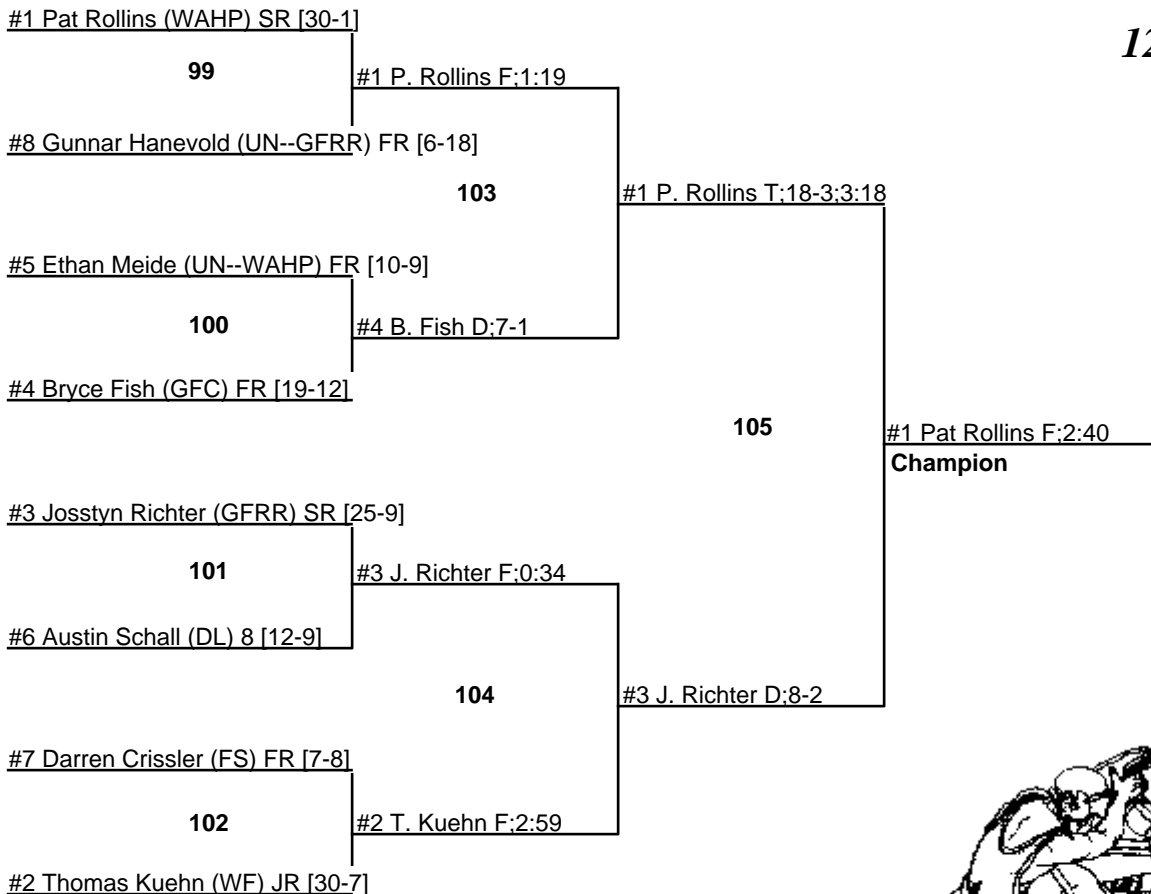 #1 Pat Rollins (WAHP) SR [30-1]
12
99
#1 P. Rollins F;1:19
#8 Gunnar Hanevold (UN--GFRR) FR [6-18]
103
#1 P. Rollins T;18-3;3:18
#5 Ethan Meide (UN--WAHP) FR [10-9]
100
#4 B. Fish D;7-1
#4 Bryce Fish (GFC) FR [19-12]
105
#1 Pat Rollins F;2:40
Champion
#3 Josstyn Richter (GFRR) SR [25-9]
101
#3 J. Richter F;0:34
#6 Austin Schall (DL) 8 [12-9]
104
#3 J. Richter D;8-2
#7 Darren Crissler (FS) FR [7-8]
102
#2 T. Kuehn F;2:59
#2 Thomas Kuehn (WF) JR [30-7]